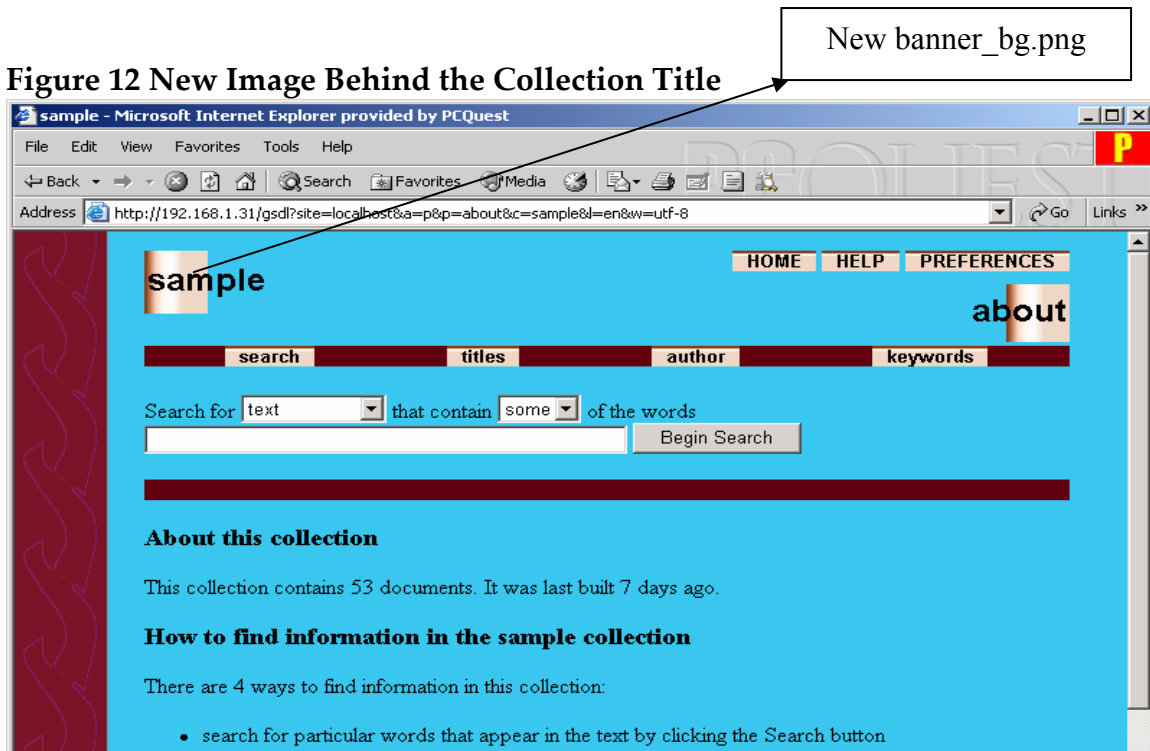 New banner_bg.png
Figure 12 New Image Behind the Collection Title
sample - Microsoft Internet Explorer provided by PCQuest
File Edit View Favorites Tools Help
PCQUEST
P
Back Search Favorites Media
Address http://192.168.1.31/gsdl?site=localhost&a=p&p=about&c=sample&l=en&w=utf-8 Go Links »
sample
HOME HELP PREFERENCES
about
search titles author keywords
Search for text that contain some of the words
Begin Search
About this collection
This collection contains 53 documents. It was last built 7 days ago.
How to find information in the sample collection
There are 4 ways to find information in this collection:
• search for particular words that appear in the text by clicking the Search button